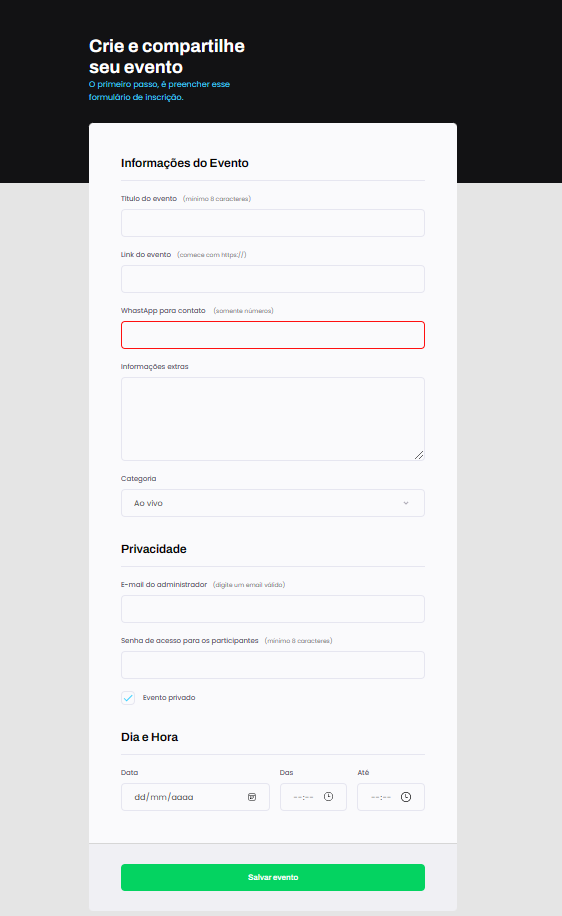 Crie e compartilhe
seu evento
O primeiro passo, é preencher esse
formulário de inscrição.
Informações do Evento
Título do evento (mínimo 8 caracteres)
Link do evento (comece com https://)
WhastApp para contato (somente números)
Informações extras
Categoria
Ao vivo
Privacidade
E-mail do administrador (digite um email válido)
Senha de acesso para os participantes (mínimo 8 caracteres)
Evento privado
Dia e Hora
Data Das Até
dd/mm/aaaa --:-- --:--
Salvar evento